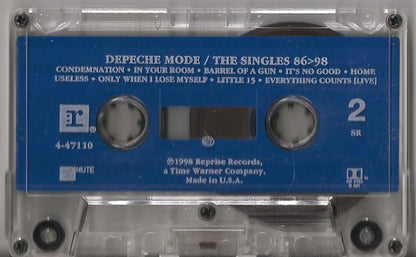 DEPECHE MODE / THE SINGLES 86>98
CONDEMNATION • IN YOUR ROOM • BARREL OF A GUN • IT'S NO GOOD • HOME
USELESS • ONLY WHEN I LOSE MYSELF • LITTLE 15 • EVERYTHING COUNTS [LIVE]
r
2
4-47110
SR
MUTE
©1998 Reprise Records,
a Time Warner Company.
Made in U.S.A.